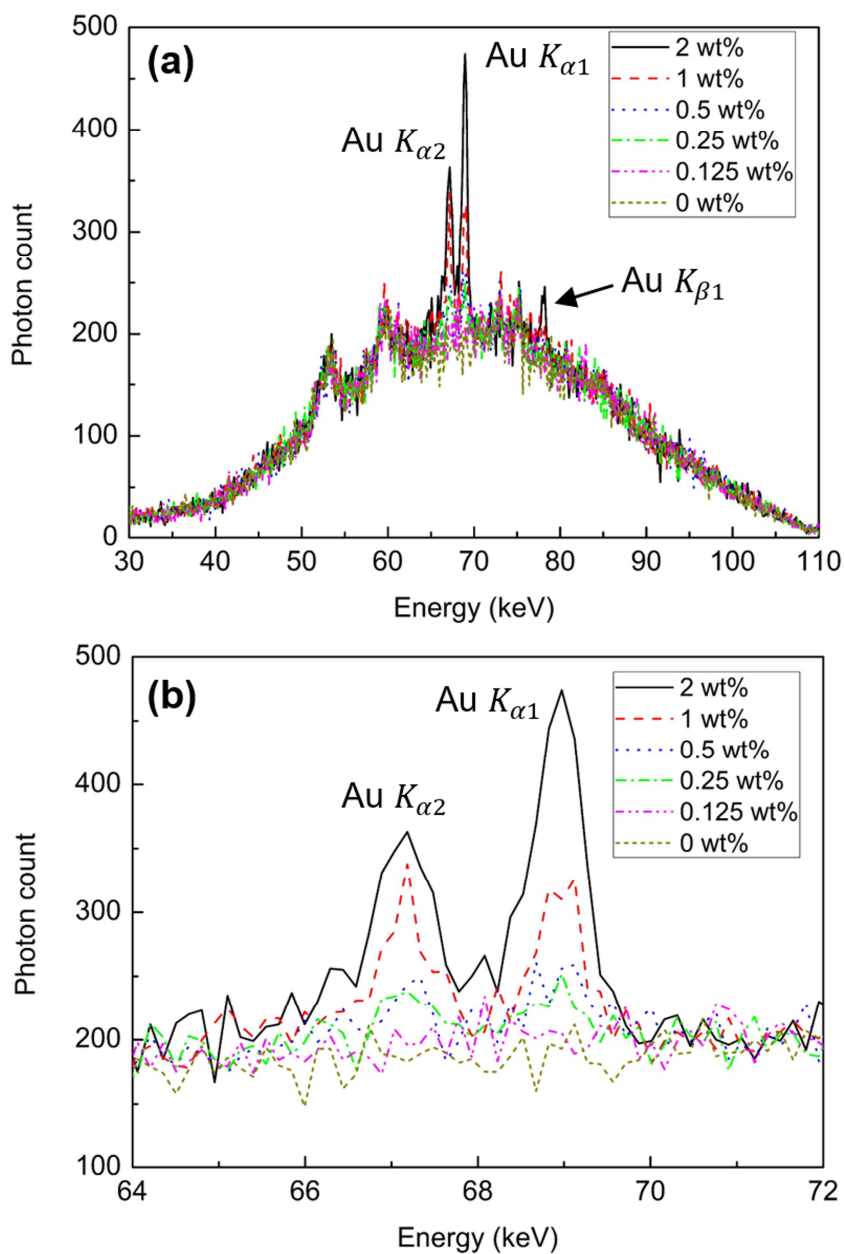 (a)
500
400
300
200
100
0
Photon count
Au Kα1
Au Kα2
Au Kβ1
2 wt%
1 wt%
0.5 wt%
0.25 wt%
0.125 wt%
0 wt%
30 40 50 60 70 80 90 100 110
Energy (keV)
(b)
500
400
300
200
100
Photon count
Au Kα1
Au Kα2
2 wt%
1 wt%
0.5 wt%
0.25 wt%
0.125 wt%
0 wt%
64 66 68 70 72
Energy (keV)